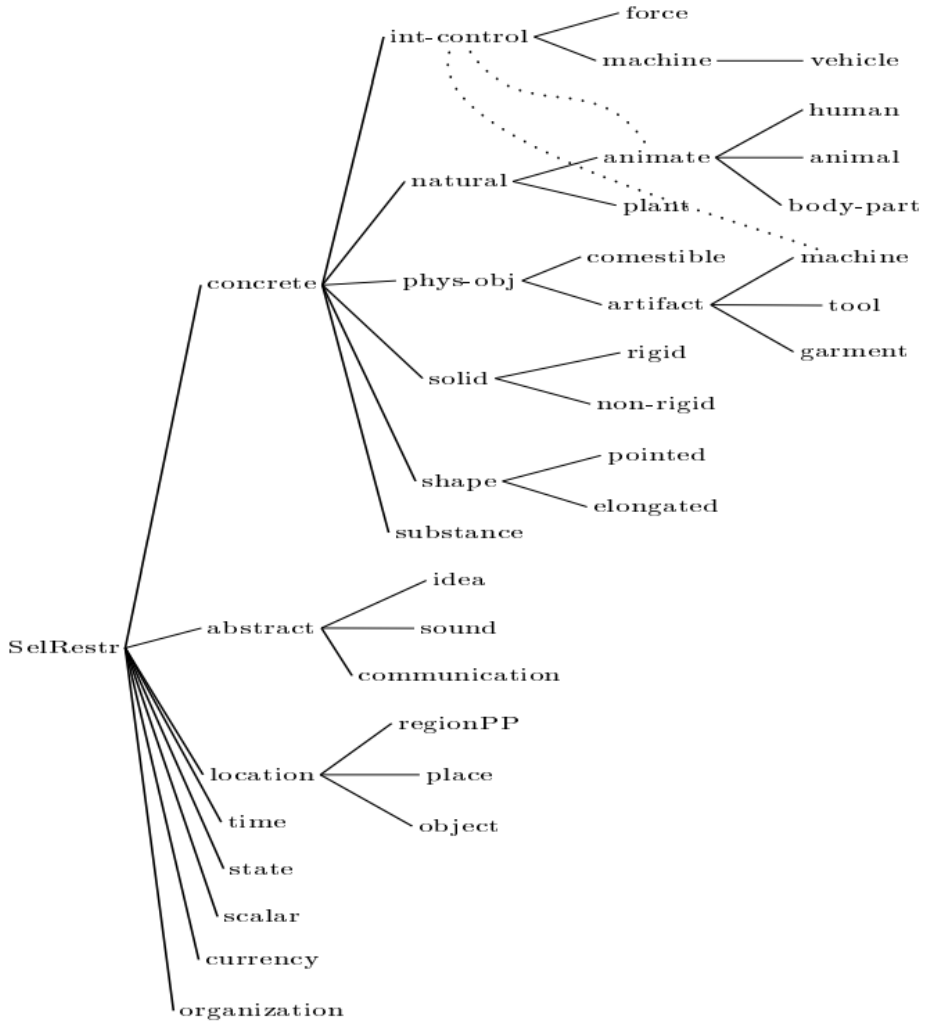 force
int-control
machine vehicle
human
animate animal
natural
plant body-part
comestible machine
concrete phys-obj
artifact tool
rigid garment
solid
non-rigid
pointed
shape
elongated
substance
idea
abstract sound
SelRestr
communication
regionPP
location place
time object
state
scalar
currency
organization